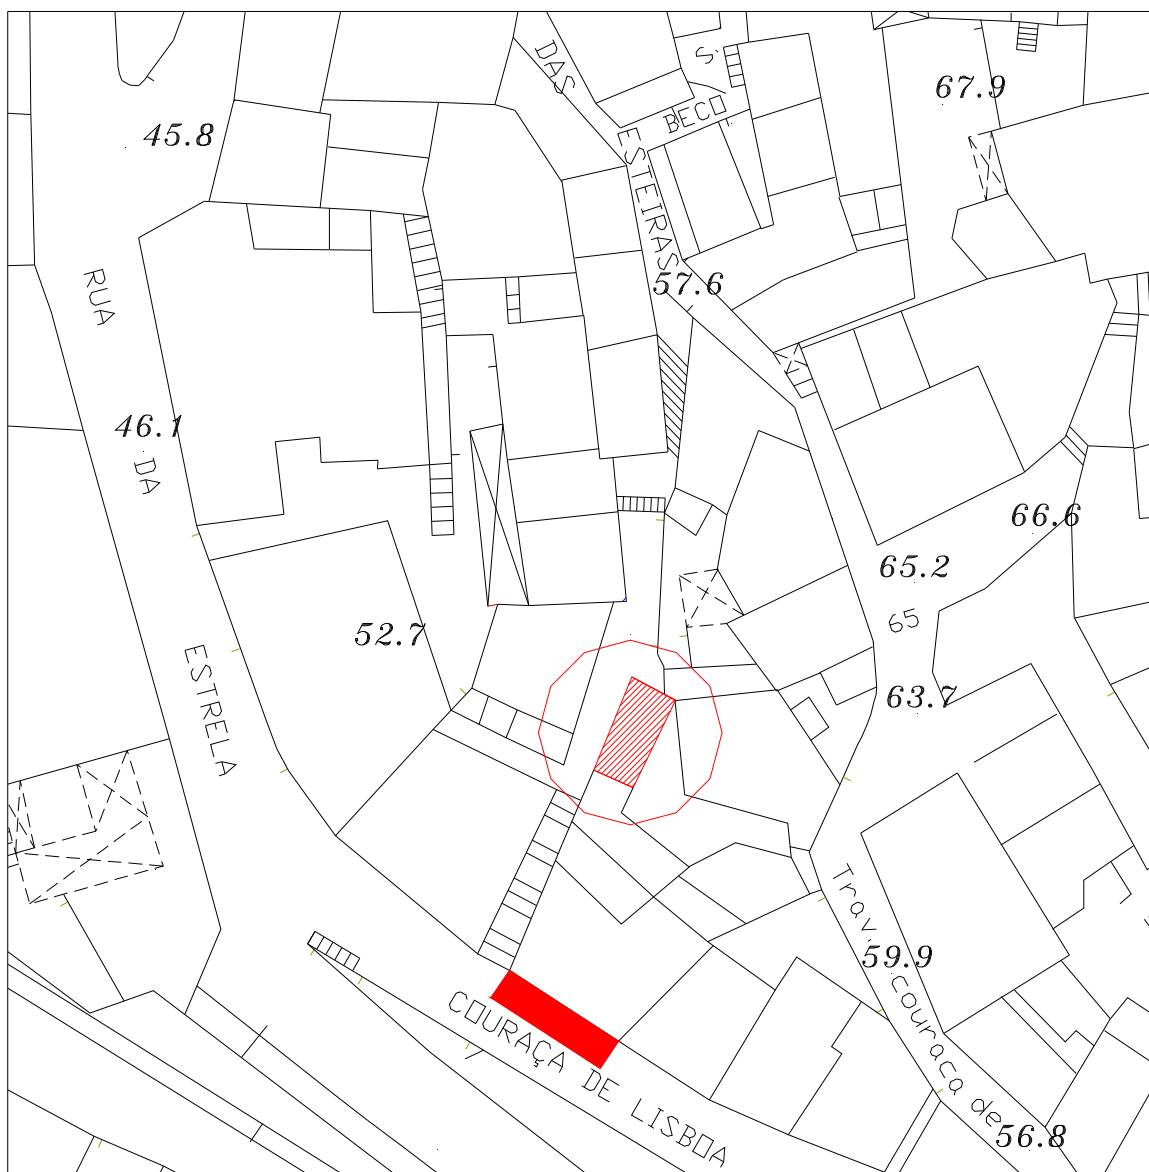 DAS
S.
BECO
67.9
45.8
ESTEIRAS
57.6
RUA
46.1
DA
66.6
65.2
65
52.7
ESTRELA
63.7
Trav. couraca de
59.9
COURAÇA DE LISBOA
56.8